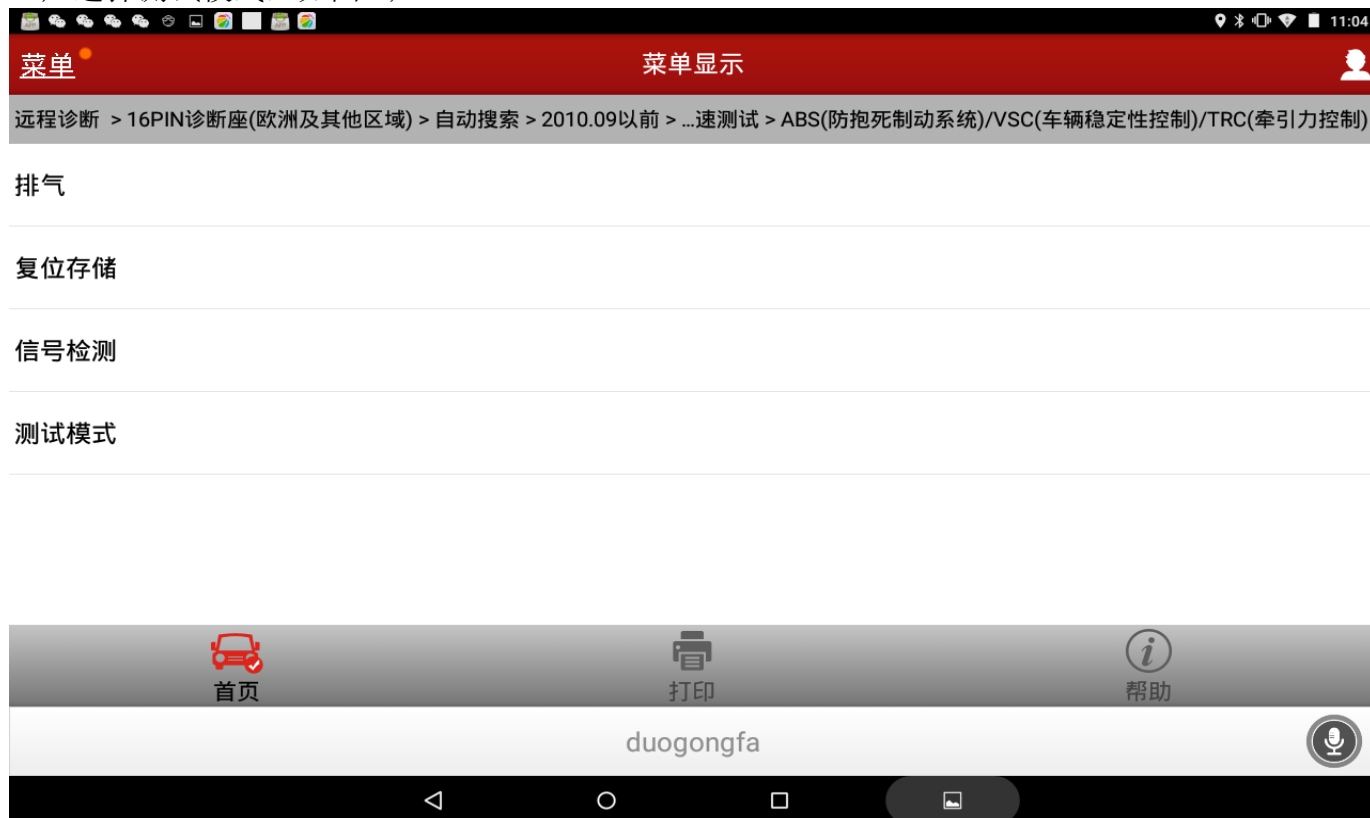 11:04
菜单
菜单显示
远程诊断 > 16PIN诊断座(欧洲及其他区域) > 自动搜索 > 2010.09以前 > ...速测试 > ABS(防抱死制动系统)/VSC(车辆稳定性控制)/TRC(牵引力控制)
排气
复位存储
信号检测
测试模式
首页
打印
帮助
duogongfa